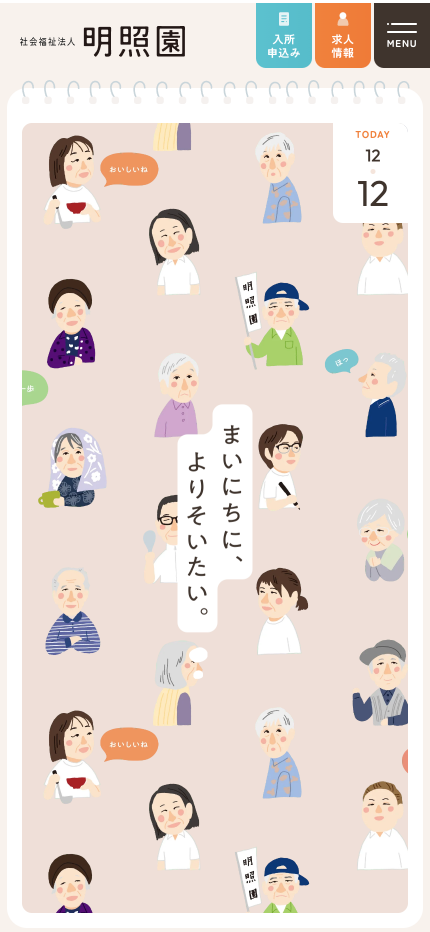 社会福祉法人 明照園
入所
申込み
求人
情報
MENU
TODAY
12
12
おいしいね
明照園
ほっ
一歩
まいにちに、
よりそいたい。
おいしいね
明照園